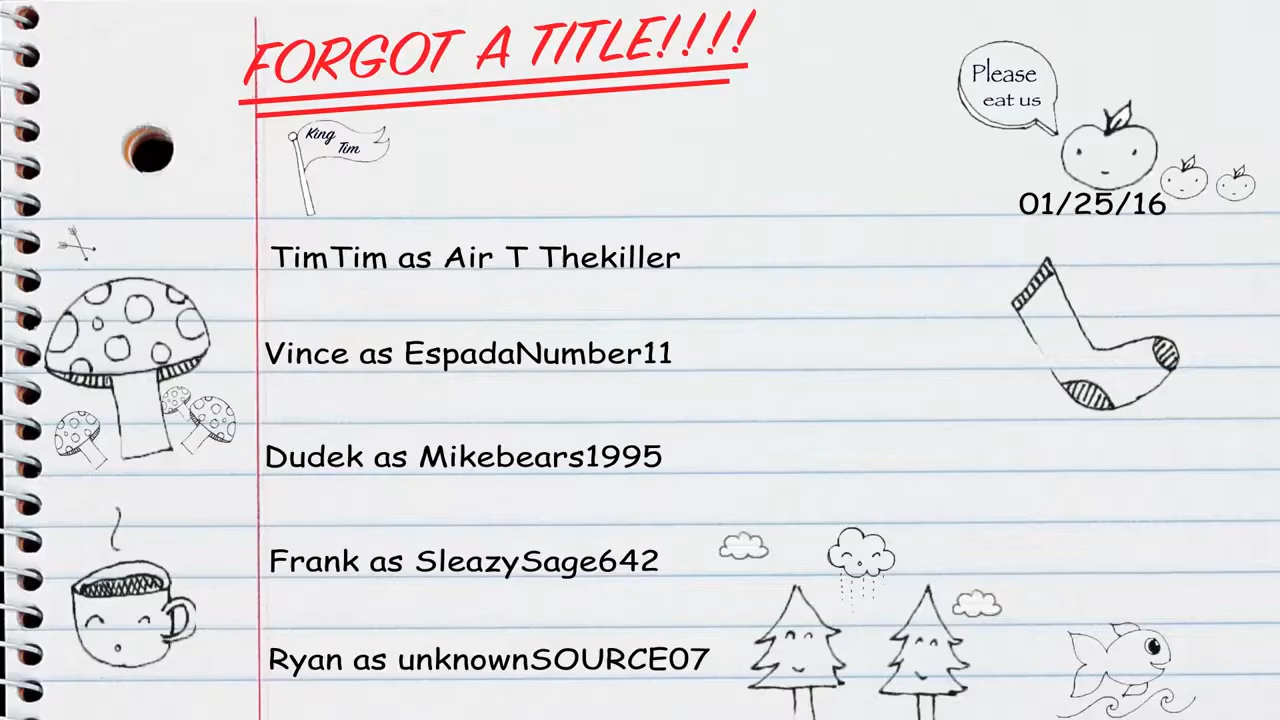 FORGOT A TITLE!!!!
King
Tim
Please
eat us
01/25/16
TimTim as Air T Thekiller
Vince as EspadaNumber11
Dudek as Mikebears1995
Frank as SleazySage642
Ryan as unknownSOURCE07